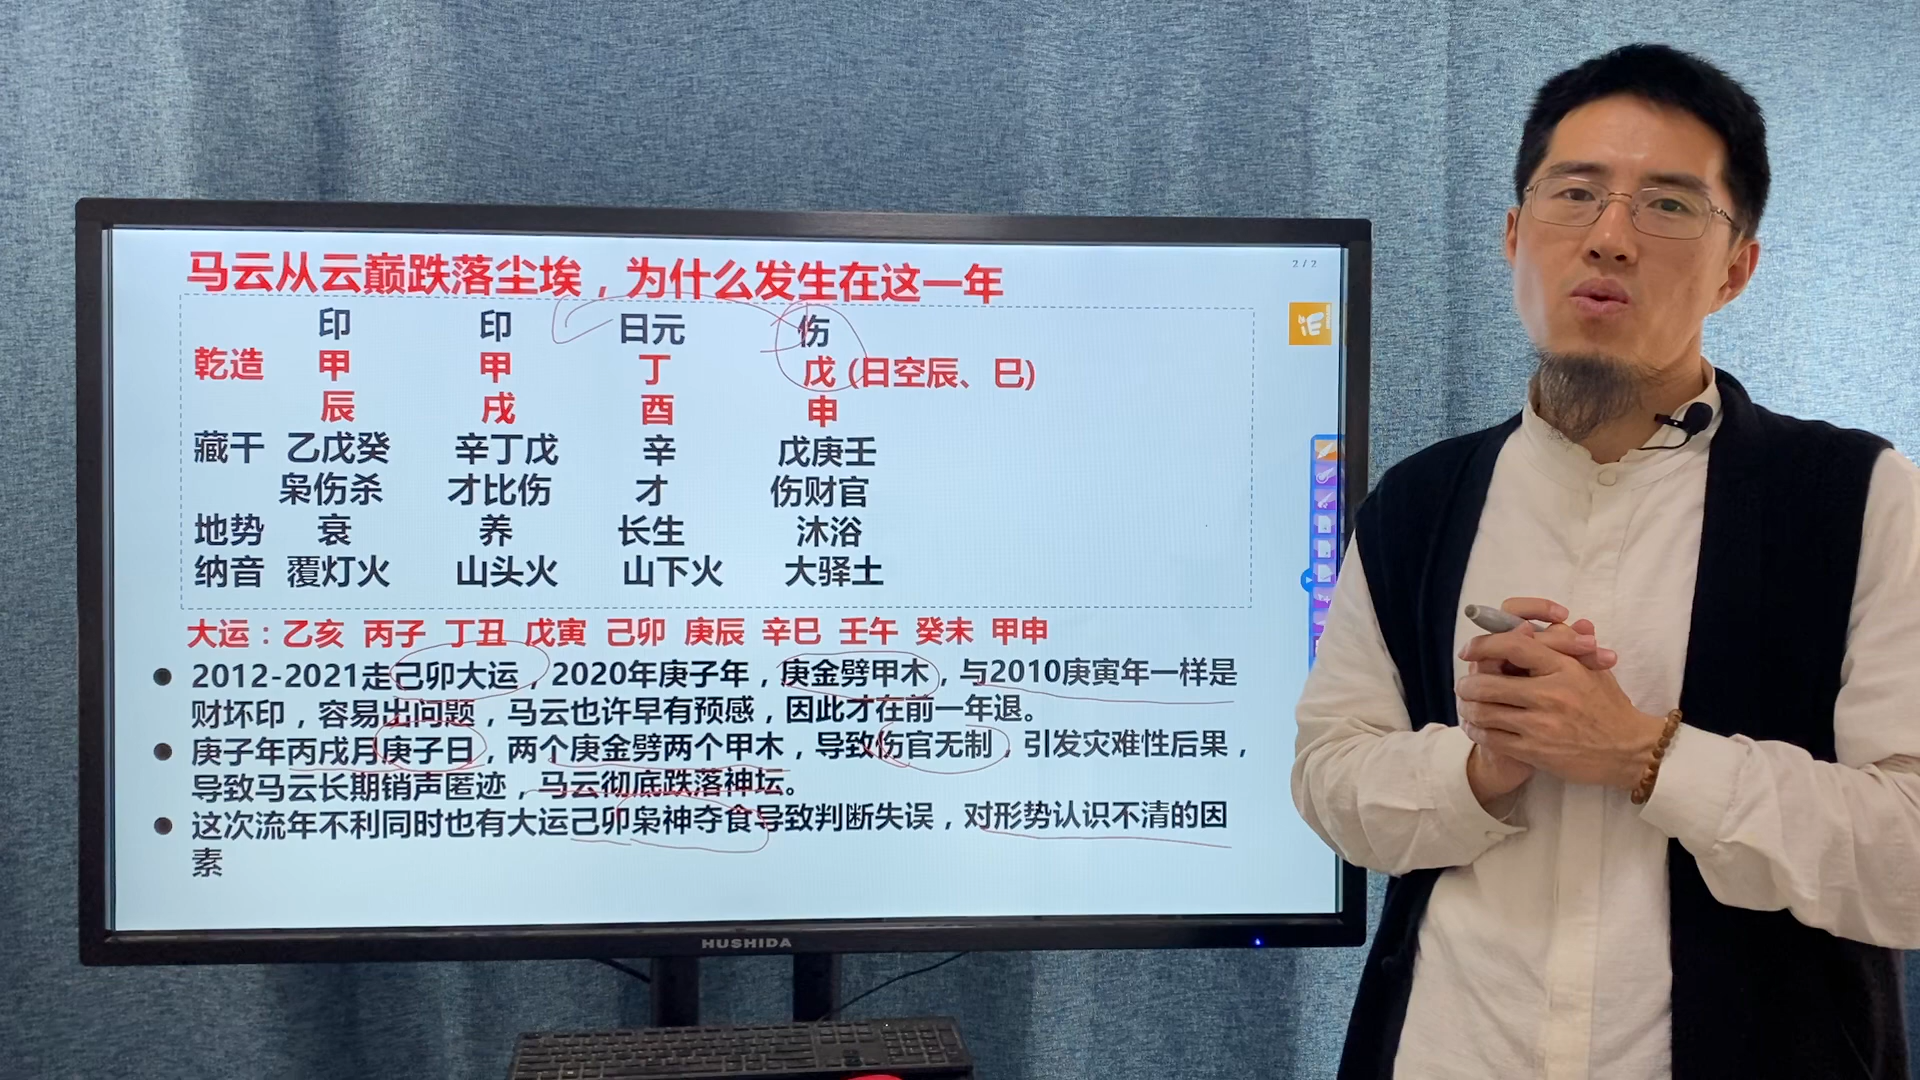 马云从云巅跌落尘埃，为什么发生在这一年
2/2
印 印 日元 伤
乾造 甲 甲 丁 戊(日空辰、巳)
辰 戌 酉 申
藏干 乙戊癸 辛丁戊 辛 戊庚壬
枭伤杀 才比伤 才 伤财官
地势 衰 养 长生 沐浴
纳音 覆灯火 山头火 山下火 大驿土
大运：乙亥 丙子 丁丑 戊寅 己卯 庚辰 辛巳 壬午 癸未 甲申
● 2012-2021走己卯大运，2020年庚子年，庚金劈甲木，与2010庚寅年一样是
财坏印，容易出问题，马云也许早有预感，因此才在前一年退。
● 庚子年丙戌月庚子日，两个庚金劈两个甲木，导致伤官无制，引发灾难性后果，
导致马云长期销声匿迹，马云彻底跌落神坛。
● 这次流年不利同时也有大运己卯枭神夺食导致判断失误，对形势认识不清的因
素
HUSHIDA